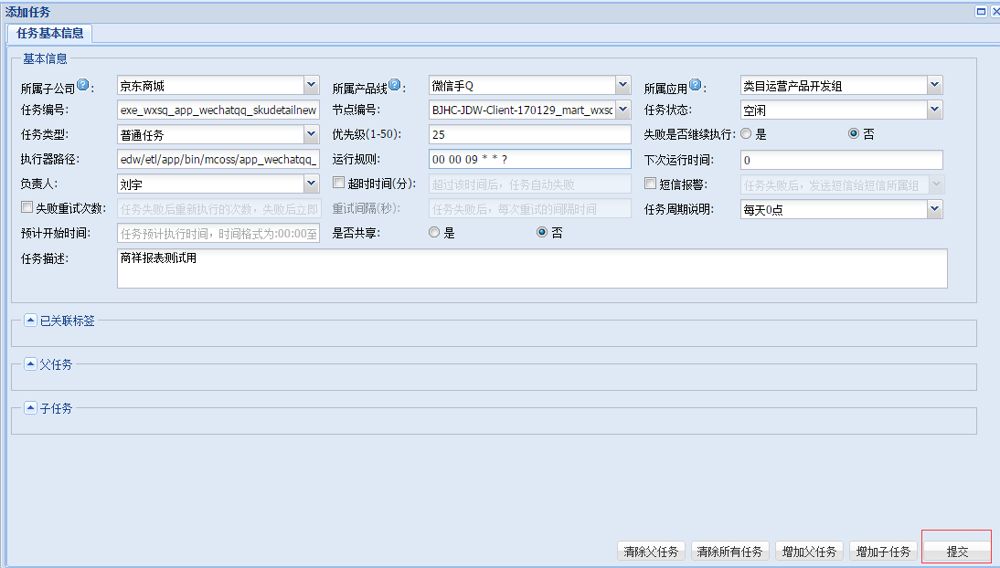 添加任务
任务基本信息
基本信息
所属子公司: 京东商城 所属产品线: 微信手Q 所属应用: 类目运营产品开发组
任务编号: exe_wxsq_app_wechatqq_skudetailnew 节点编号: BJHC-JDW-Client-170129_mart_wxsc 任务状态: 空闲
任务类型: 普通任务 优先级(1-50): 25 失败是否继续执行: 是 否
执行器路径: edw/etl/app/bin/mcoss/app_wechatqq_ 运行规则: 00 00 09 * * ? 下次运行时间: 0
负责人: 刘宇 超时时间(分): 超过该时间后，任务自动失败 短信报警: 任务失败后，发送短信给短信所属组
失败重试次数: 任务失败后重新执行的次数，失败后立即 重试间隔(秒): 任务失败后，每次重试的间隔时间 任务周期说明: 每天0点
预计开始时间: 任务预计执行时间，时间格式为:00:00至 是否共享: 是 否
任务描述: 商祥报表测试用
已关联标签
父任务
子任务
清除父任务 清除所有任务 增加父任务 增加子任务 提交